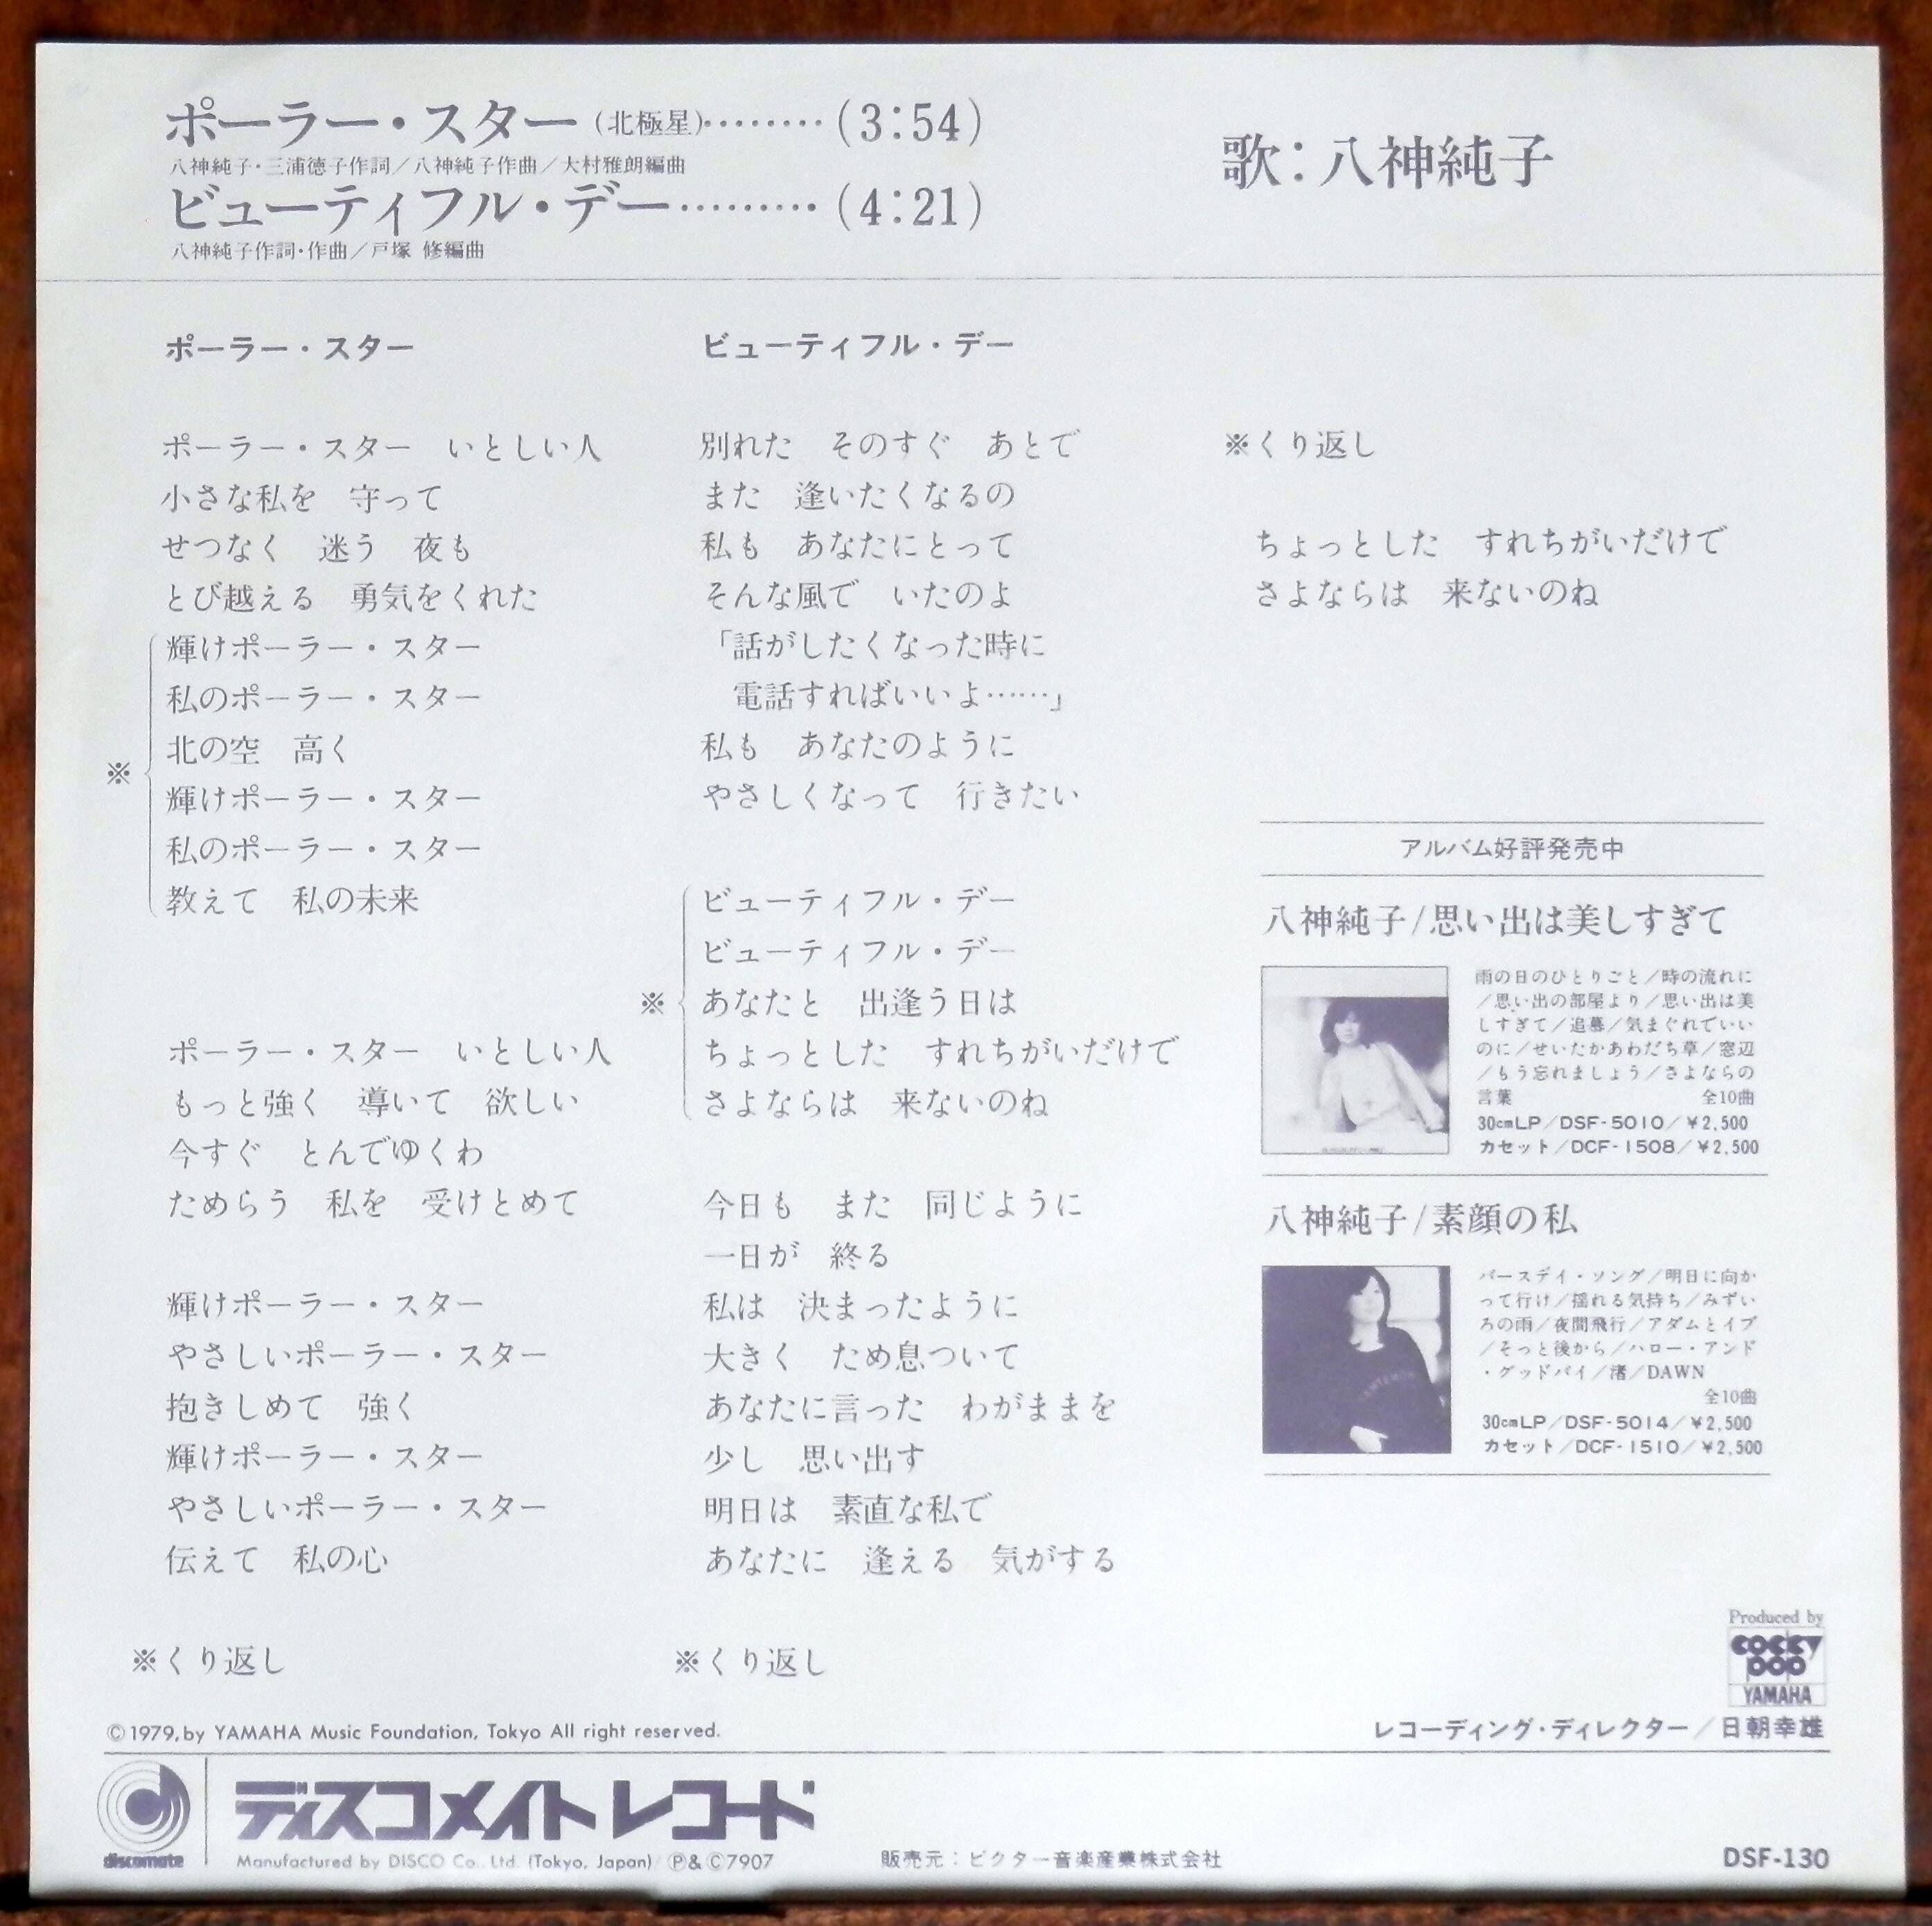 ポーラー・スター(北極星)‥‥‥‥(3:54)
八神純子・三浦徳子作詞／八神純子作曲／大村雅朗編曲
ビューティフル・デー‥‥‥‥‥(4:21)
八神純子作詞・作曲／戸塚 修編曲
歌：八神純子
ポーラー・スター
ポーラー・スター　いとしい人
小さな私を　守って
せつなく　迷う　夜も
とび越える　勇気をくれた
※
輝けポーラー・スター
私のポーラー・スター
北の空　高く
輝けポーラー・スター
私のポーラー・スター
教えて　私の未来
ポーラー・スター　いとしい人
もっと強く　導いて　欲しい
今すぐ　とんでゆくわ
ためらう　私を　受けとめて
輝けポーラー・スター
やさしいポーラー・スター
抱きしめて　強く
輝けポーラー・スター
やさしいポーラー・スター
伝えて　私の心
※くり返し
ビューティフル・デー
別れた　そのすぐ　あとで
また　逢いたくなるの
私も　あなたにとって
そんな風で　いたのよ
「話がしたくなった時に
電話すればいいよ……」
私も　あなたのように
やさしくなって　行きたい
※
ビューティフル・デー
ビューティフル・デー
あなたと　出逢う日は
ちょっとした　すれちがいだけで
さよならは　来ないのね
今日も　また　同じように
一日が　終る
私は　決まったように
大きく　ため息ついて
あなたに言った　わがままを
少し　思い出す
明日は　素直な私で
あなたに　逢える　気がする
※くり返し
※くり返し
ちょっとした　すれちがいだけで
さよならは　来ないのね
アルバム好評発売中
八神純子/思い出は美しすぎて
雨の日のひとりごと／時の流れに
／思い出の部屋より／思い出は美
しすぎて／追慕／気まぐれでいい
のに／せいたかあわだち草／窓辺
／もう忘れましょう／さよならの
言葉　全10曲
30cmLP／DSF-5010／¥2,500
カセット／DCF-1508／¥2,500
八神純子/素顔の私
バースデイ・ソング／明日に向か
って行け／揺れる気持ち／みずい
ろの雨／夜間飛行／アダムとイブ
／そっと後から／ハロー・アンド
・グッドバイ／渚／DAWN
全10曲
30cmLP／DSF-5014／¥2,500
カセット／DCF-1510／¥2,500
Produced by
COCKY
POP
YAMAHA
レコーディング・ディレクター／日朝幸雄
©1979,by YAMAHA Music Foundation, Tokyo All right reserved.
discomate
ディスコメイトレコード
Manufactured by DISCO Co., Ltd. (Tokyo, Japan) Ⓟ&©7907
販売元：ビクター音楽産業株式会社
DSF-130